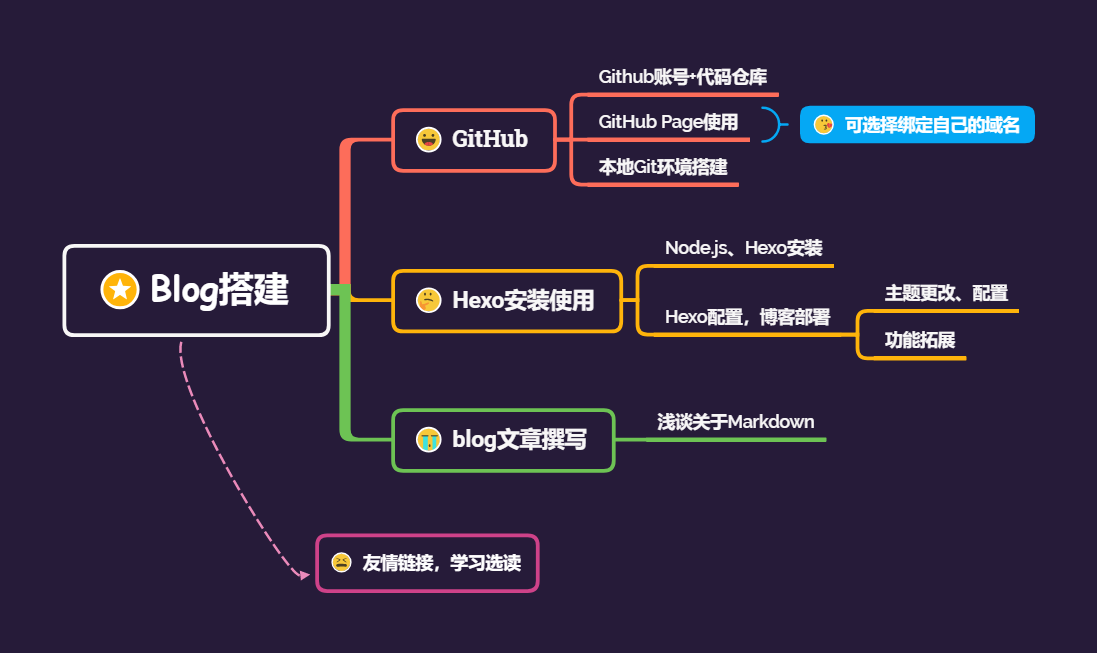 Blog搭建
GitHub
Github账号+代码仓库
GitHub Page使用
可选择绑定自己的域名
本地Git环境搭建
Hexo安装使用
Node.js、Hexo安装
Hexo配置，博客部署
主题更改、配置
功能拓展
blog文章撰写
浅谈关于Markdown
友情链接，学习选读